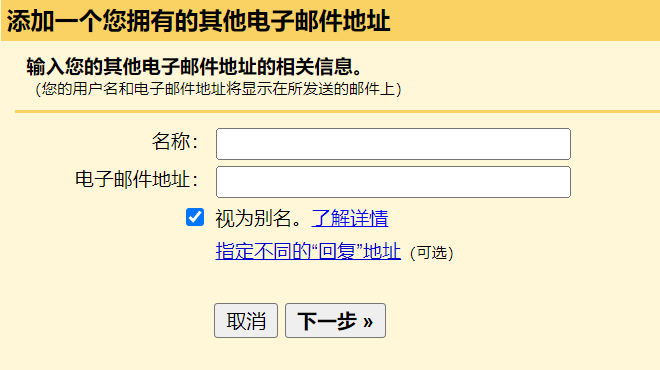 添加一个您拥有的其他电子邮件地址
输入您的其他电子邮件地址的相关信息。
（您的用户名和电子邮件地址将显示在所发送的邮件上）
名称：
电子邮件地址：
视为别名。了解详情
指定不同的“回复”地址（可选）
取消 下一步 »